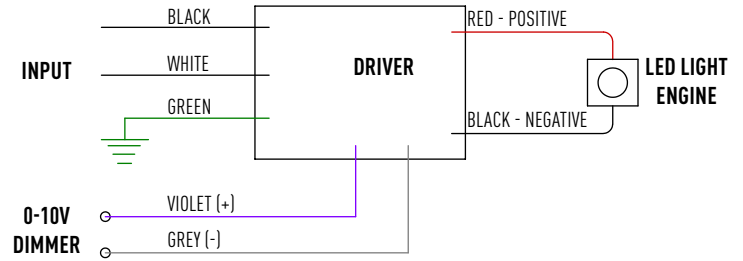 BLACK
RED - POSITIVE
INPUT
WHITE
DRIVER
LED LIGHT
ENGINE
GREEN
BLACK - NEGATIVE
0-10V
DIMMER
VIOLET (+)
GREY (-)